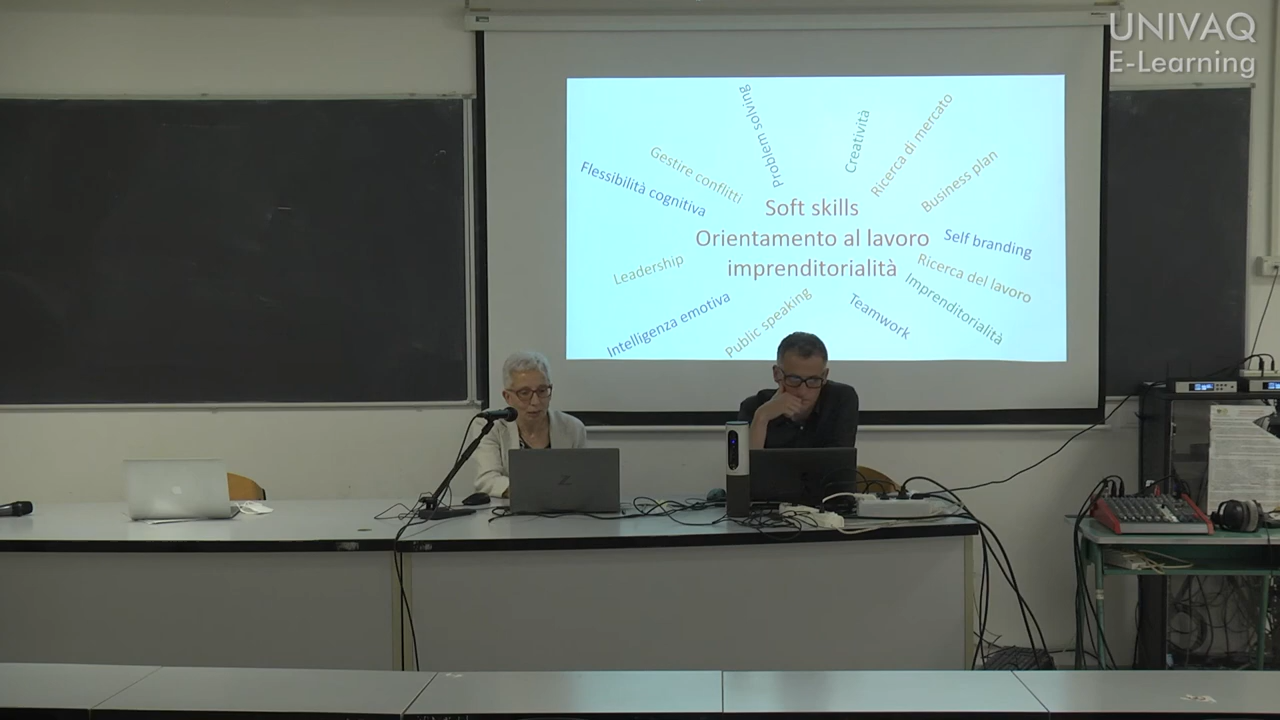 UNIVAQ
E-Learning
Problem solving
Creatività
Ricerca di mercato
Gestire conflitti
Business plan
Flessibilità cognitiva
Soft skills
Orientamento al lavoro
imprenditorialità
Self branding
Leadership
Ricerca del lavoro
Imprenditorialità
Intelligenza emotiva
Public speaking
Teamwork